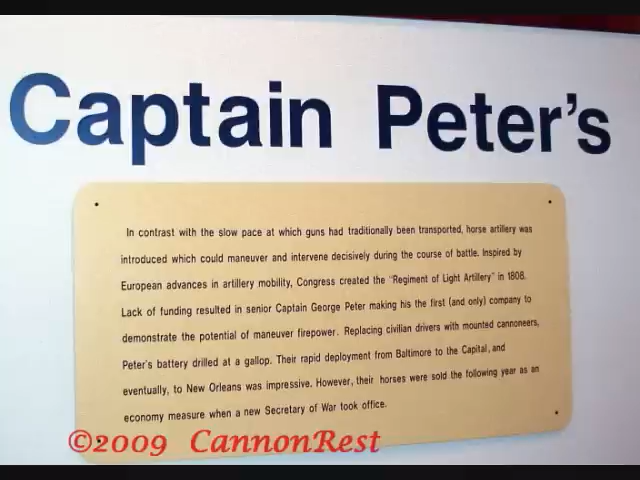 Captain Peter's
In contrast with the slow pace at which guns had traditionally been transported, horse artillery was
introduced which could maneuver and intervene decisively during the course of battle. Inspired by
European advances in artillery mobility, Congress created the "Regiment of Light Artillery" in 1808.
Lack of funding resulted in senior Captain George Peter making his the first (and only) company to
demonstrate the potential of maneuver firepower. Replacing civilian drivers with mounted cannoneers,
Peter's battery drilled at a gallop. Their rapid deployment from Baltimore to the Capital, and
eventually, to New Orleans was impressive. However, their horses were sold the following year as an
economy measure when a new Secretary of War took office.
©2009 CannonRest